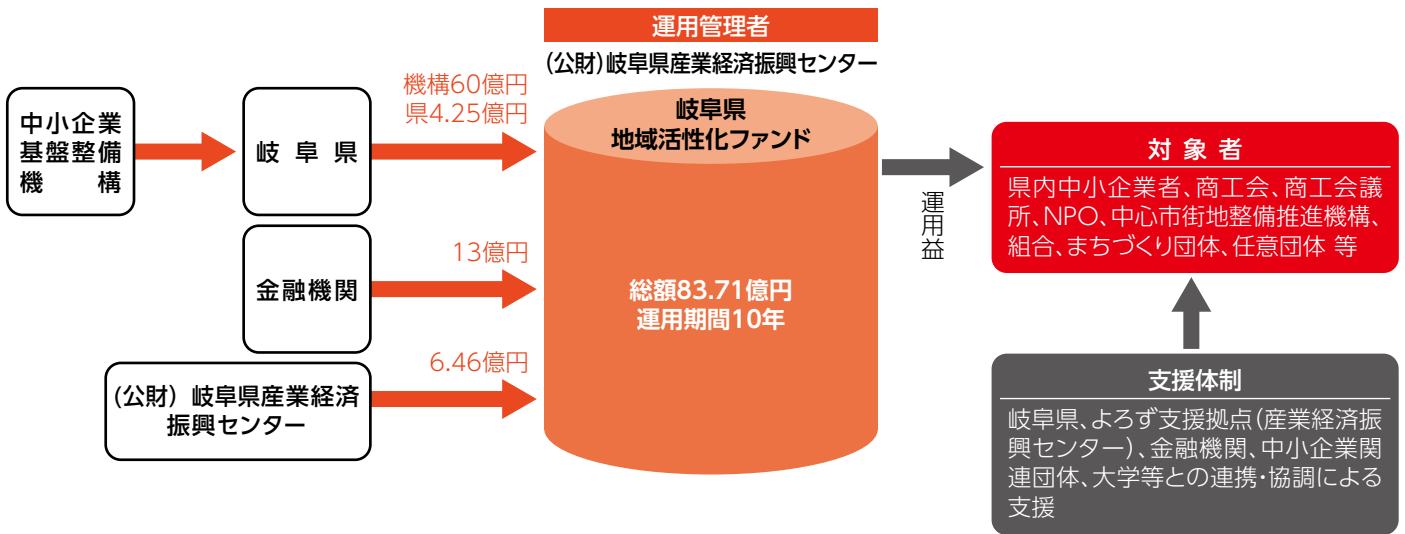 運用管理者
(公財)岐阜県産業経済振興センター
中小企業
基盤整備
機構
岐阜県
機構60億円
県4.25億円
岐阜県
地域活性化ファンド
金融機関
13億円
(公財) 岐阜県産業経済
振興センター
6.46億円
総額83.71億円
運用期間10年
運用益
対象者
県内中小企業者、商工会、商工会議
所、NPO、中心市街地整備推進機構、
組合、まちづくり団体、任意団体 等
支援体制
岐阜県、よろず支援拠点(産業経済振
興センター)、金融機関、中小企業関
連団体、大学等との連携・協調による
支援